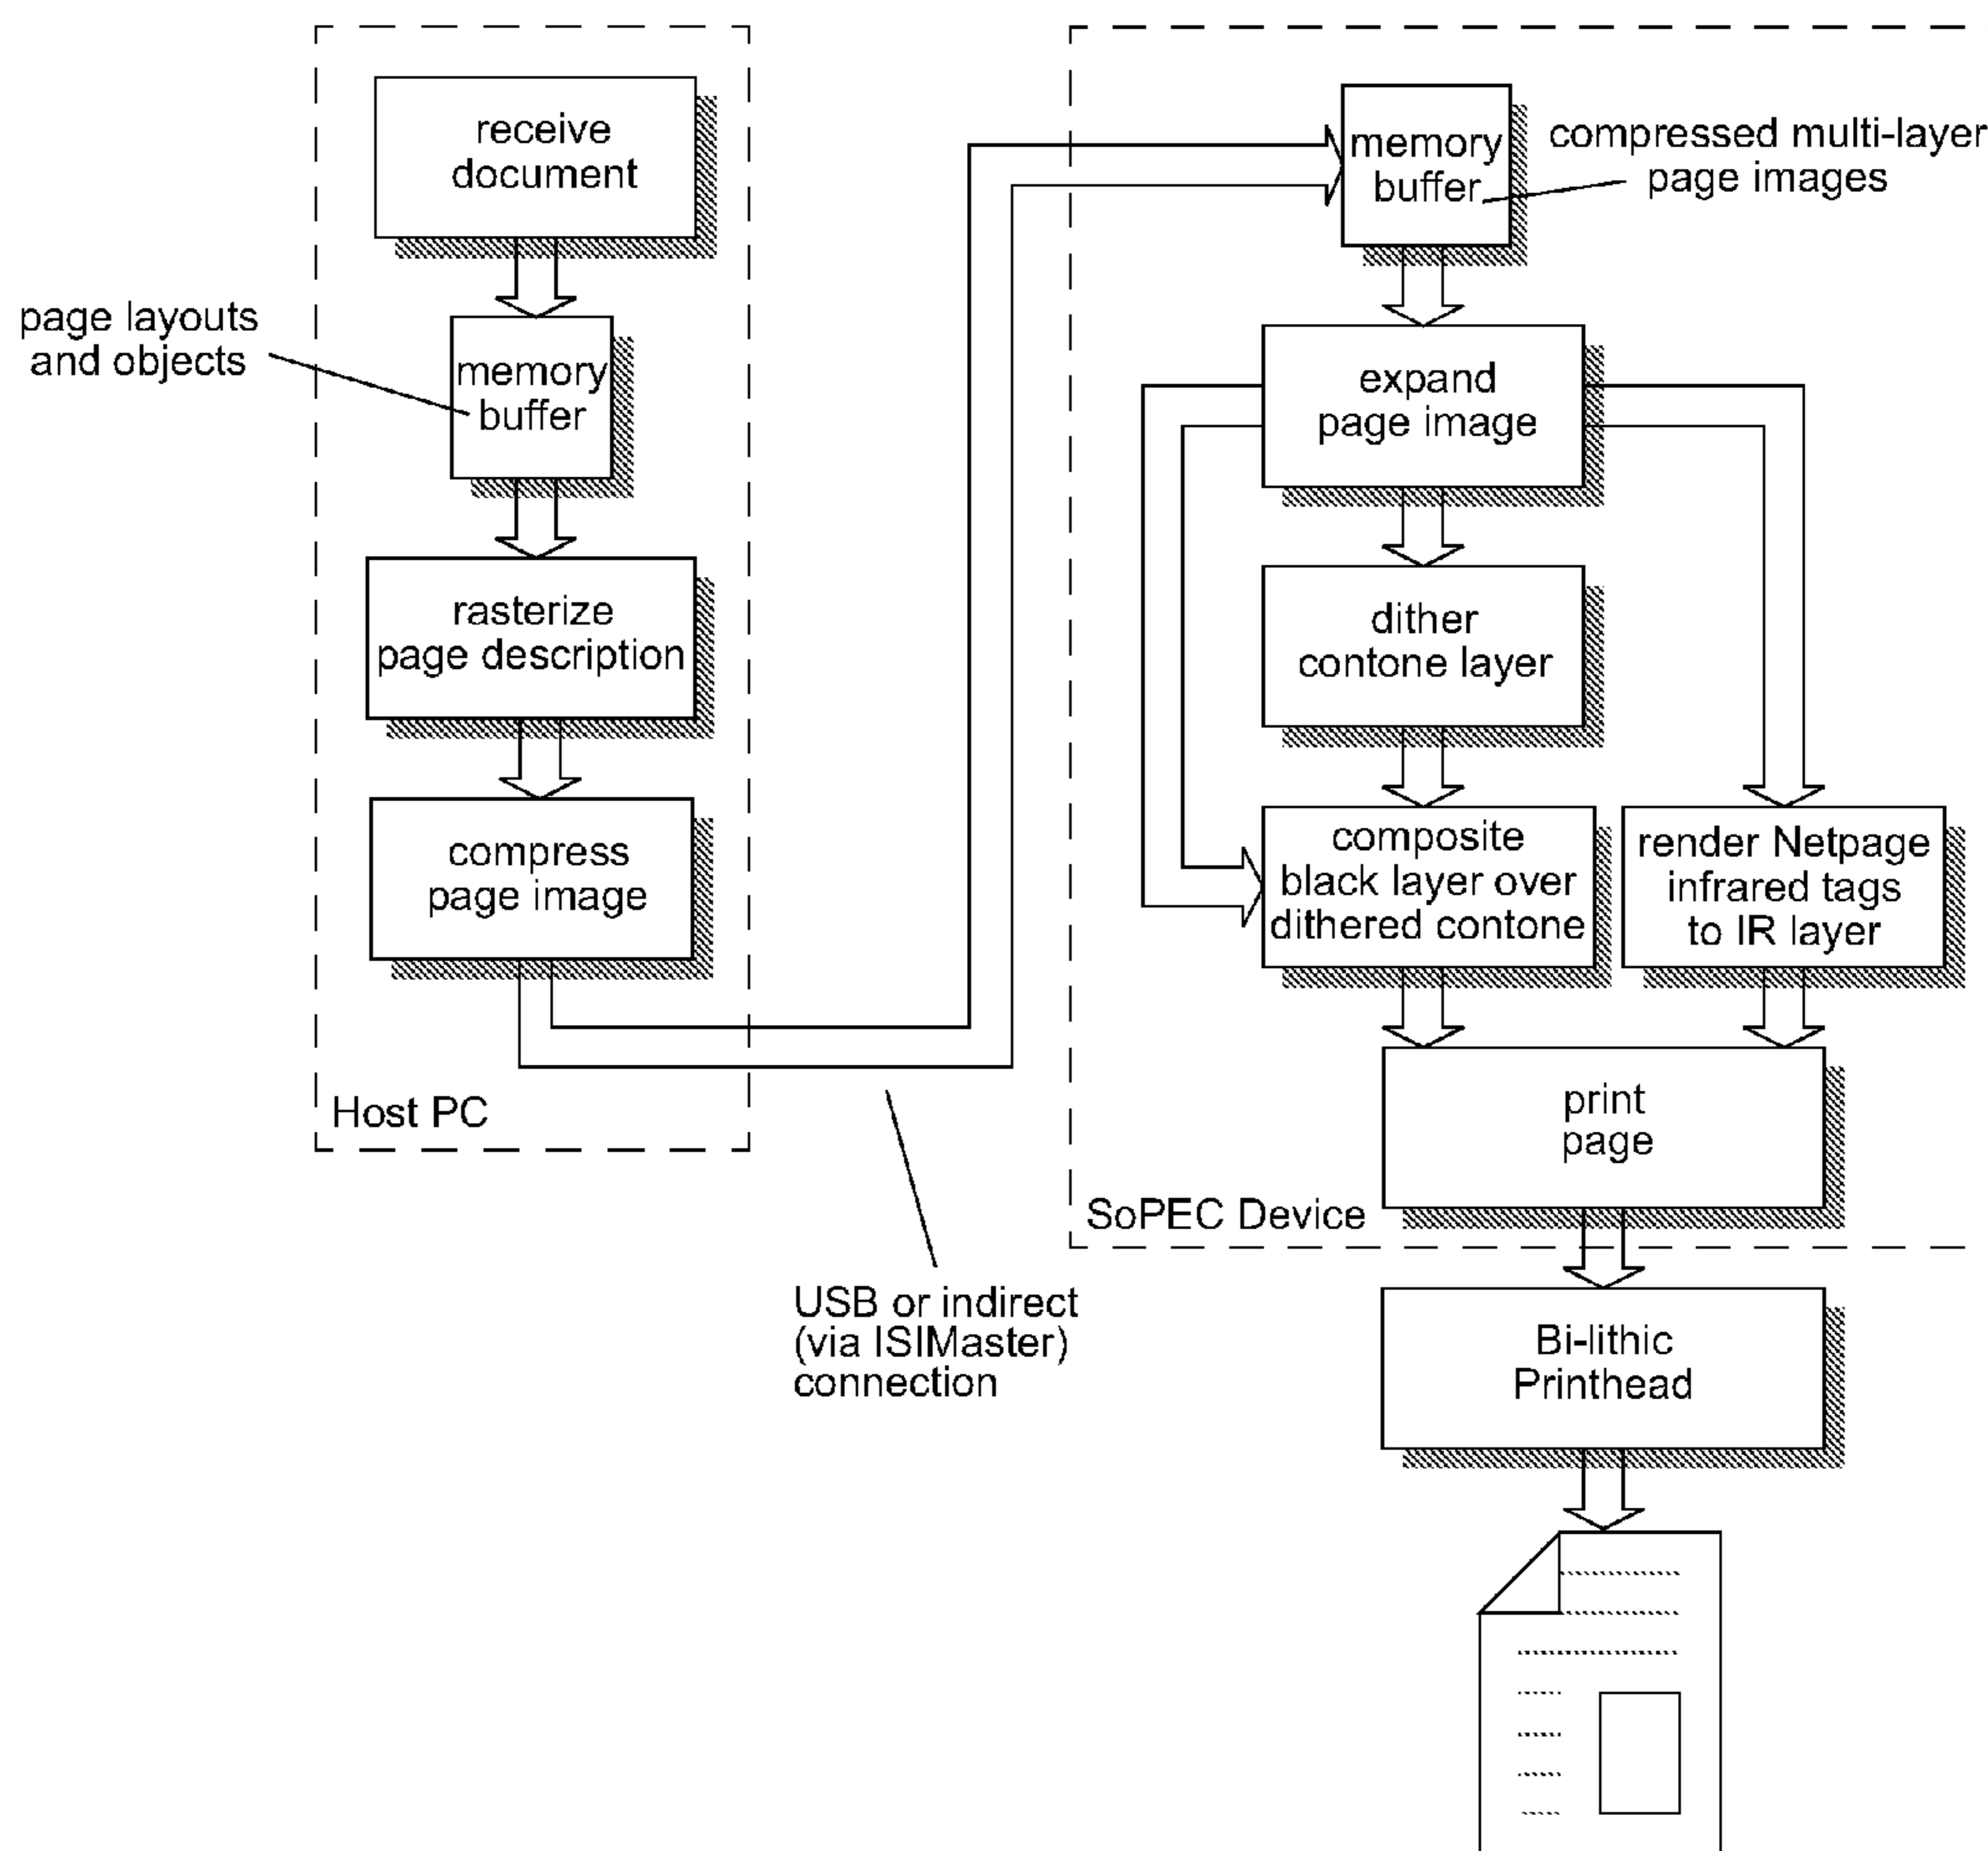 receive
document
page layouts
and objects
memory
buffer
rasterize
page description
compress
page image
Host PC
USB or indirect
(via ISIMaster)
connection
memory
buffer
compressed multi-layer
page images
expand
page image
dither
contone layer
composite
black layer over
dithered contone
render Netpage
infrared tags
to IR layer
print
page
SoPEC Device
Bi-lithic
Printhead